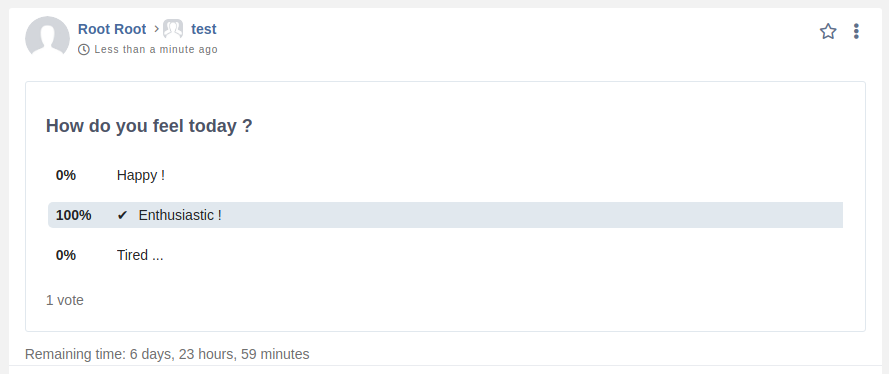 Root Root › test
Less than a minute ago
How do you feel today ?
0% Happy !
100% ✔ Enthusiastic !
0% Tired ...
1 vote
Remaining time: 6 days, 23 hours, 59 minutes